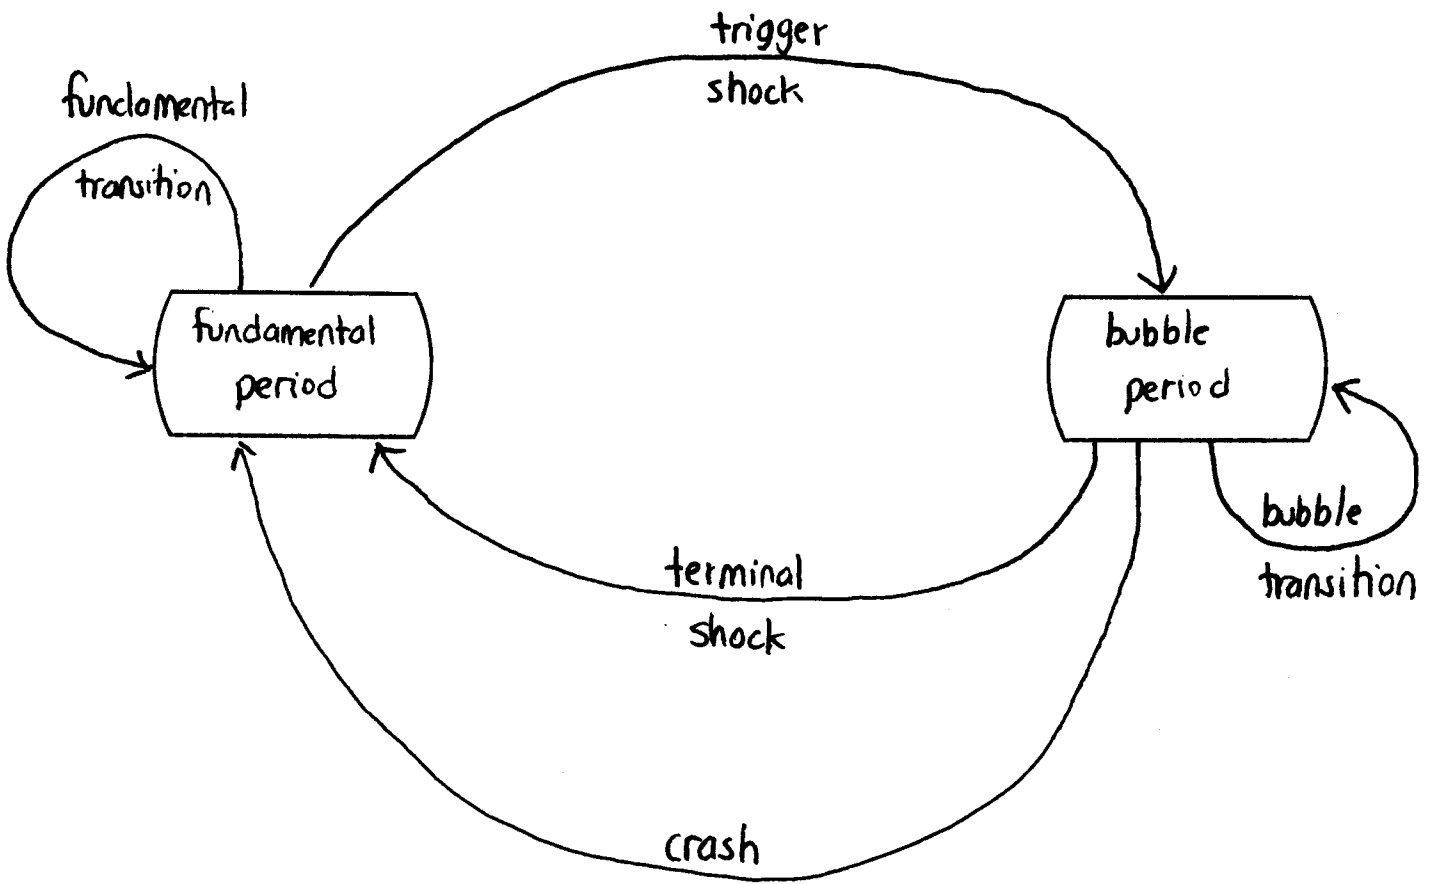 trigger
shock
fundamental
transition
fundamental
period
bubble
period
bubble
transition
terminal
shock
crash